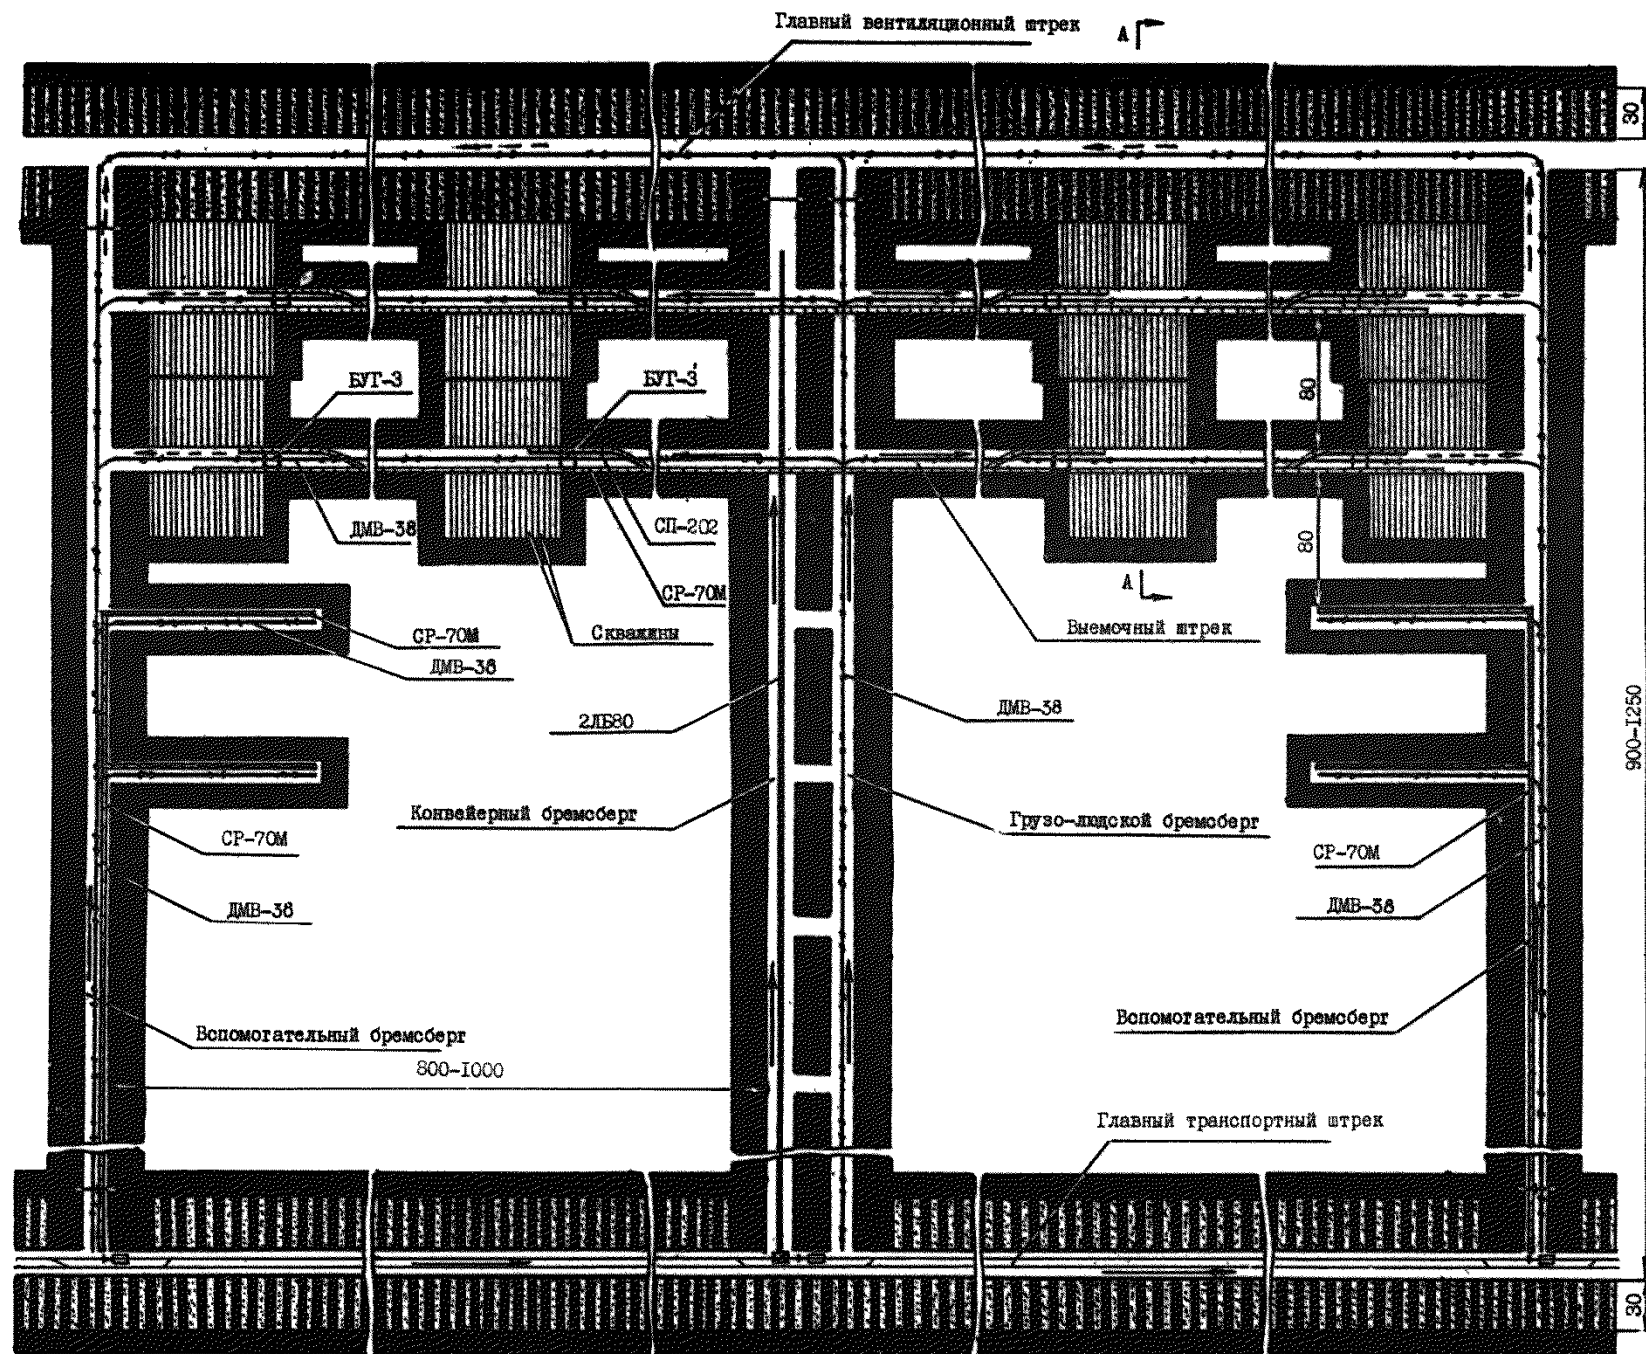 Главный вентиляционный штрек
А
30
БУГ-3
БУГ-3
80
ДМВ-38
СП-202
80
СР-70М
А
СР-70М
Скважины
Выемочный штрек
ДМВ-38
2ЛБ80
ДМВ-38
900-1250
Конвейерный бремсберг
Грузо-людской бремсберг
СР-70М
СР-70М
ДМВ-38
ДМВ-38
Вспомогательный бремсберг
Вспомогательный бремсберг
800-1000
Главный транспортный штрек
30